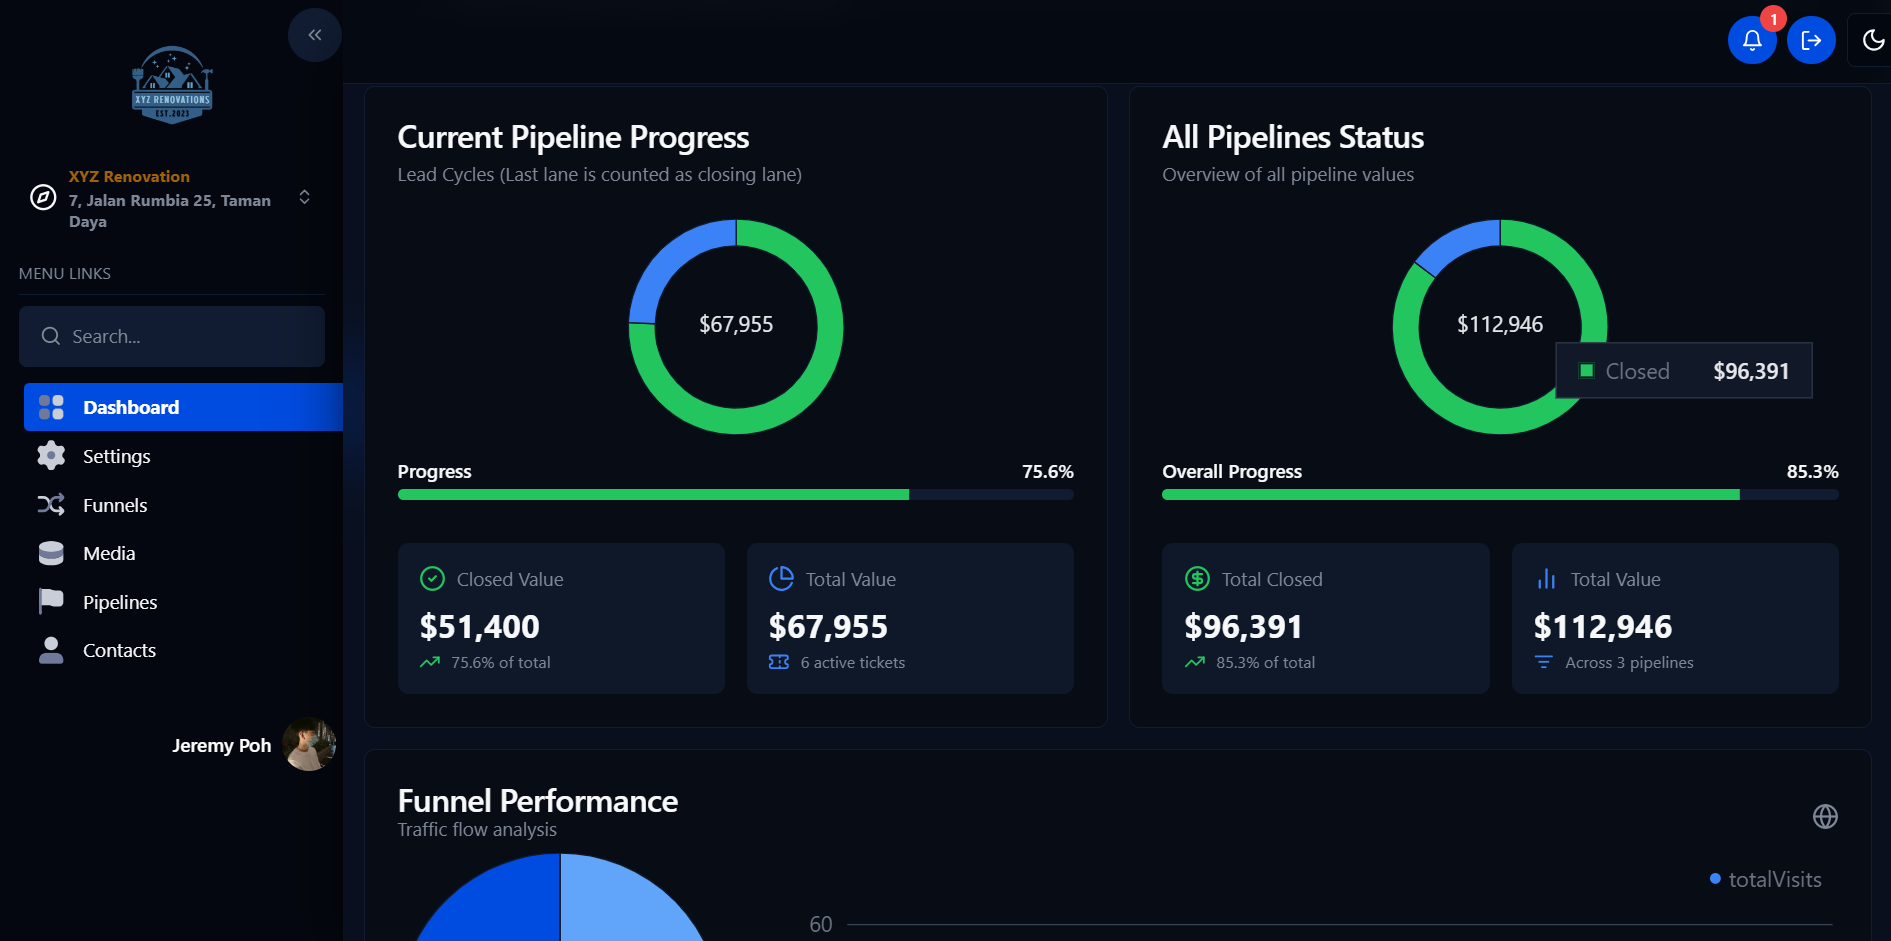 XYZ RENOVATIONS
EST.2023
XYZ Renovation
7, Jalan Rumbia 25, Taman
Daya
MENU LINKS
Search...
Dashboard
Settings
Funnels
Media
Pipelines
Contacts
Jeremy Poh
1
Current Pipeline Progress
Lead Cycles (Last lane is counted as closing lane)
$67,955
Progress
75.6%
Closed Value
$51,400
75.6% of total
Total Value
$67,955
6 active tickets
All Pipelines Status
Overview of all pipeline values
$112,946
Closed $96,391
Overall Progress
85.3%
Total Closed
$96,391
85.3% of total
Total Value
$112,946
Across 3 pipelines
Funnel Performance
Traffic flow analysis
totalVisits
60